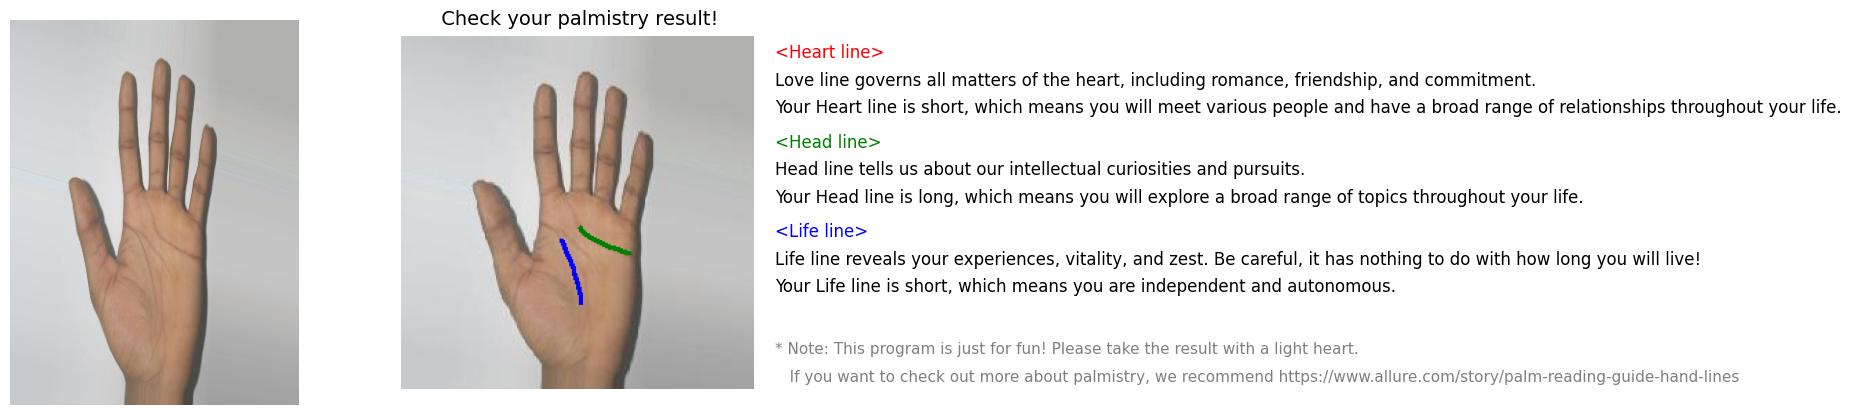 Check your palmistry result!
<Heart line>
Love line governs all matters of the heart, including romance, friendship, and commitment.
Your Heart line is short, which means you will meet various people and have a broad range of relationships throughout your life.
<Head line>
Head line tells us about our intellectual curiosities and pursuits.
Your Head line is long, which means you will explore a broad range of topics throughout your life.
<Life line>
Life line reveals your experiences, vitality, and zest. Be careful, it has nothing to do with how long you will live!
Your Life line is short, which means you are independent and autonomous.
* Note: This program is just for fun! Please take the result with a light heart.
If you want to check out more about palmistry, we recommend https://www.allure.com/story/palm-reading-guide-hand-lines